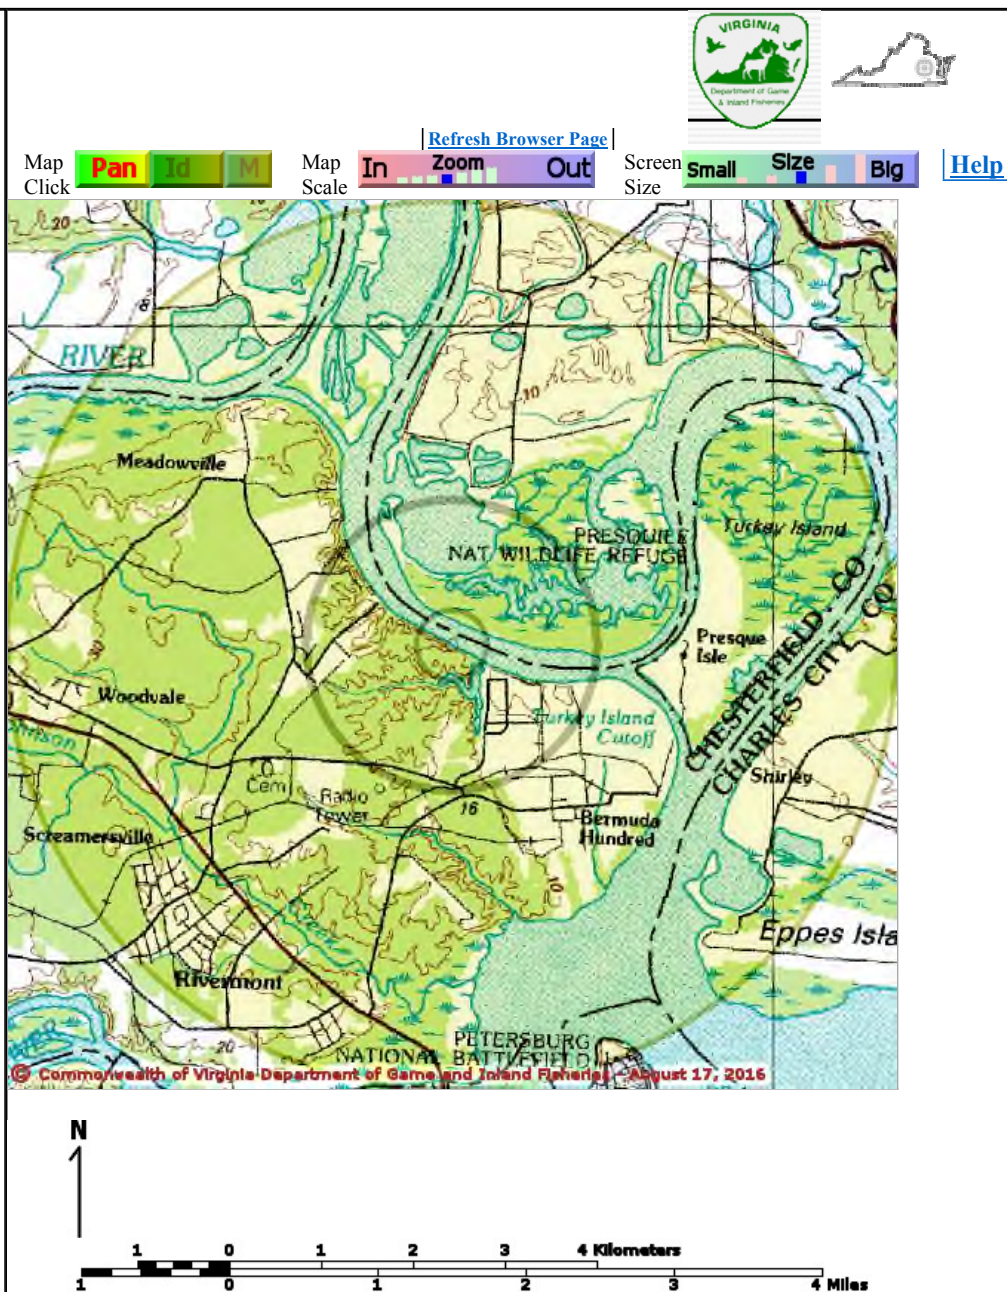 VIRGINIA
Department of Game
& Inland Fisheries
Refresh Browser Page
Map Click Pan Id M
Map Scale In Zoom Out
Screen Size Small Size Big
Help
20
8
RIVER
10
Meadowville
Turkey Island
PRESQUILE
NAT WILDLIFE REFUGE
CHESTERFIELD CO
CHARLES CITY CO
Presque
Isle
30
Woodvale
Turkey Island
Cutoff
Shirley
Cem
Radio
Tower
16
Bermuda
Hundred
Screamersville
10
Eppes Isla
Rivermont
20
PETERSBURG
NATIONAL BATTLEFIELD
© Commonwealth of Virginia Department of Game and Inland Fisheries - August 17, 2016
N
1 0 1 2 3 4 Kilometers
1 0 1 2 3 4 Miles